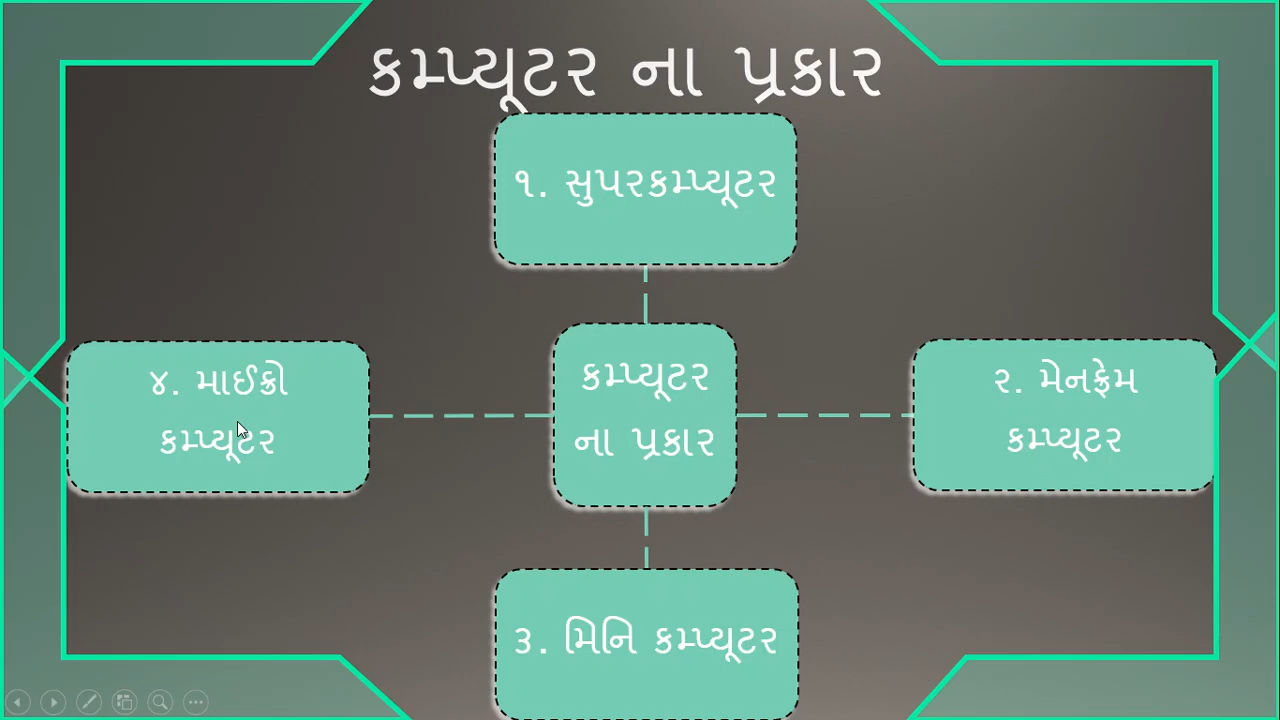 કમ્પ્યૂટર ના પ્રકાર
૧. સુપરકમ્પ્યૂટર
૪. માઈક્રો
કમ્પ્યૂટર
કમ્પ્યૂટર
ના પ્રકાર
૨. મેનફ્રેમ
કમ્પ્યૂટર
૩. મિનિ કમ્પ્યૂટર